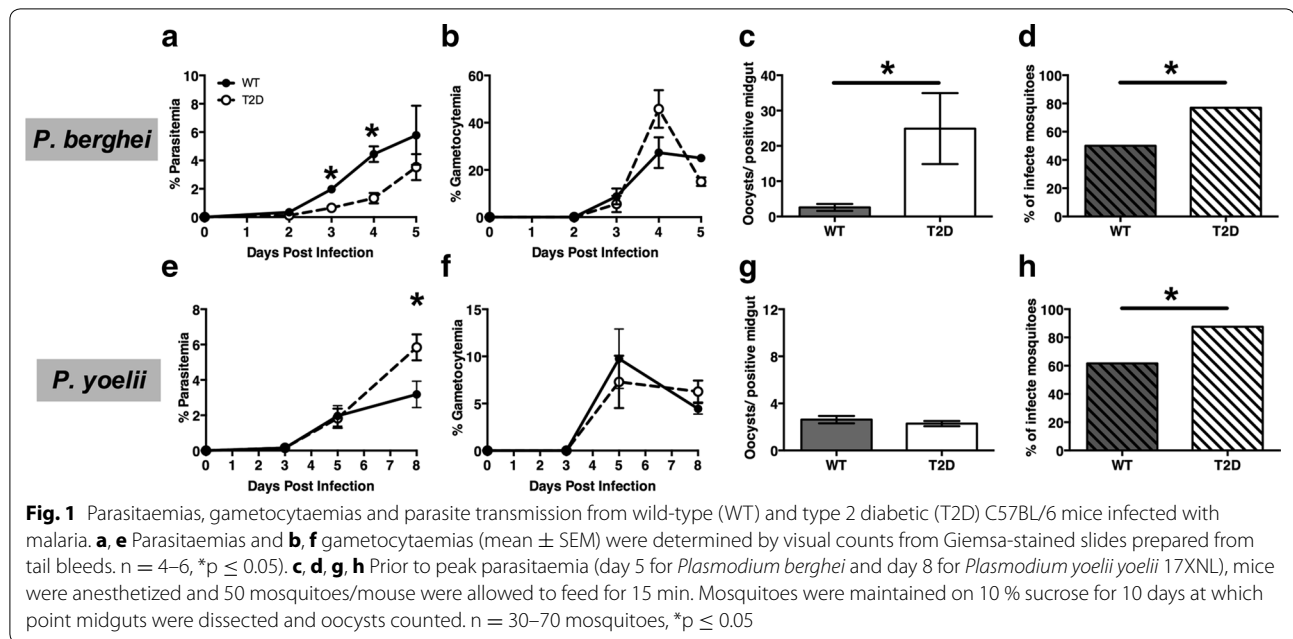 a
b
c
d
P. berghei
% Parasitemia
10
8
6
4
2
0
WT
T2D
*
*
0 1 2 3 4 5
Days Post Infection
% Gametocytemia
60
40
20
0
0 1 2 3 4 5
Days Post Infection
Oocysts/ positive midgut
40
30
20
10
0
*
WT T2D
% of infecte mosquitoes
100
80
60
40
20
0
*
WT T2D
e
f
g
h
P. yoelii
% Parasitemia
8
6
4
2
0
*
0 1 2 3 4 5 6 7 8
Days Post Infection
% Gametocytemia
15
10
5
0
0 1 2 3 4 5 6 7 8
Days Post Infection
Oocysts/ positive midgut
12
9
6
3
0
WT T2D
% of infecte mosquitoes
100
80
60
40
20
0
*
WT T2D
Fig. 1 Parasitaemias, gametocytaemias and parasite transmission from wild-type (WT) and type 2 diabetic (T2D) C57BL/6 mice infected with
malaria. a, e Parasitaemias and b, f gametocytaemias (mean ± SEM) were determined by visual counts from Giemsa-stained slides prepared from
tail bleeds. n = 4–6, *p ≤ 0.05). c, d, g, h Prior to peak parasitaemia (day 5 for Plasmodium berghei and day 8 for Plasmodium yoelii yoelii 17XNL), mice
were anesthetized and 50 mosquitoes/mouse were allowed to feed for 15 min. Mosquitoes were maintained on 10 % sucrose for 10 days at which
point midguts were dissected and oocysts counted. n = 30–70 mosquitoes, *p ≤ 0.05